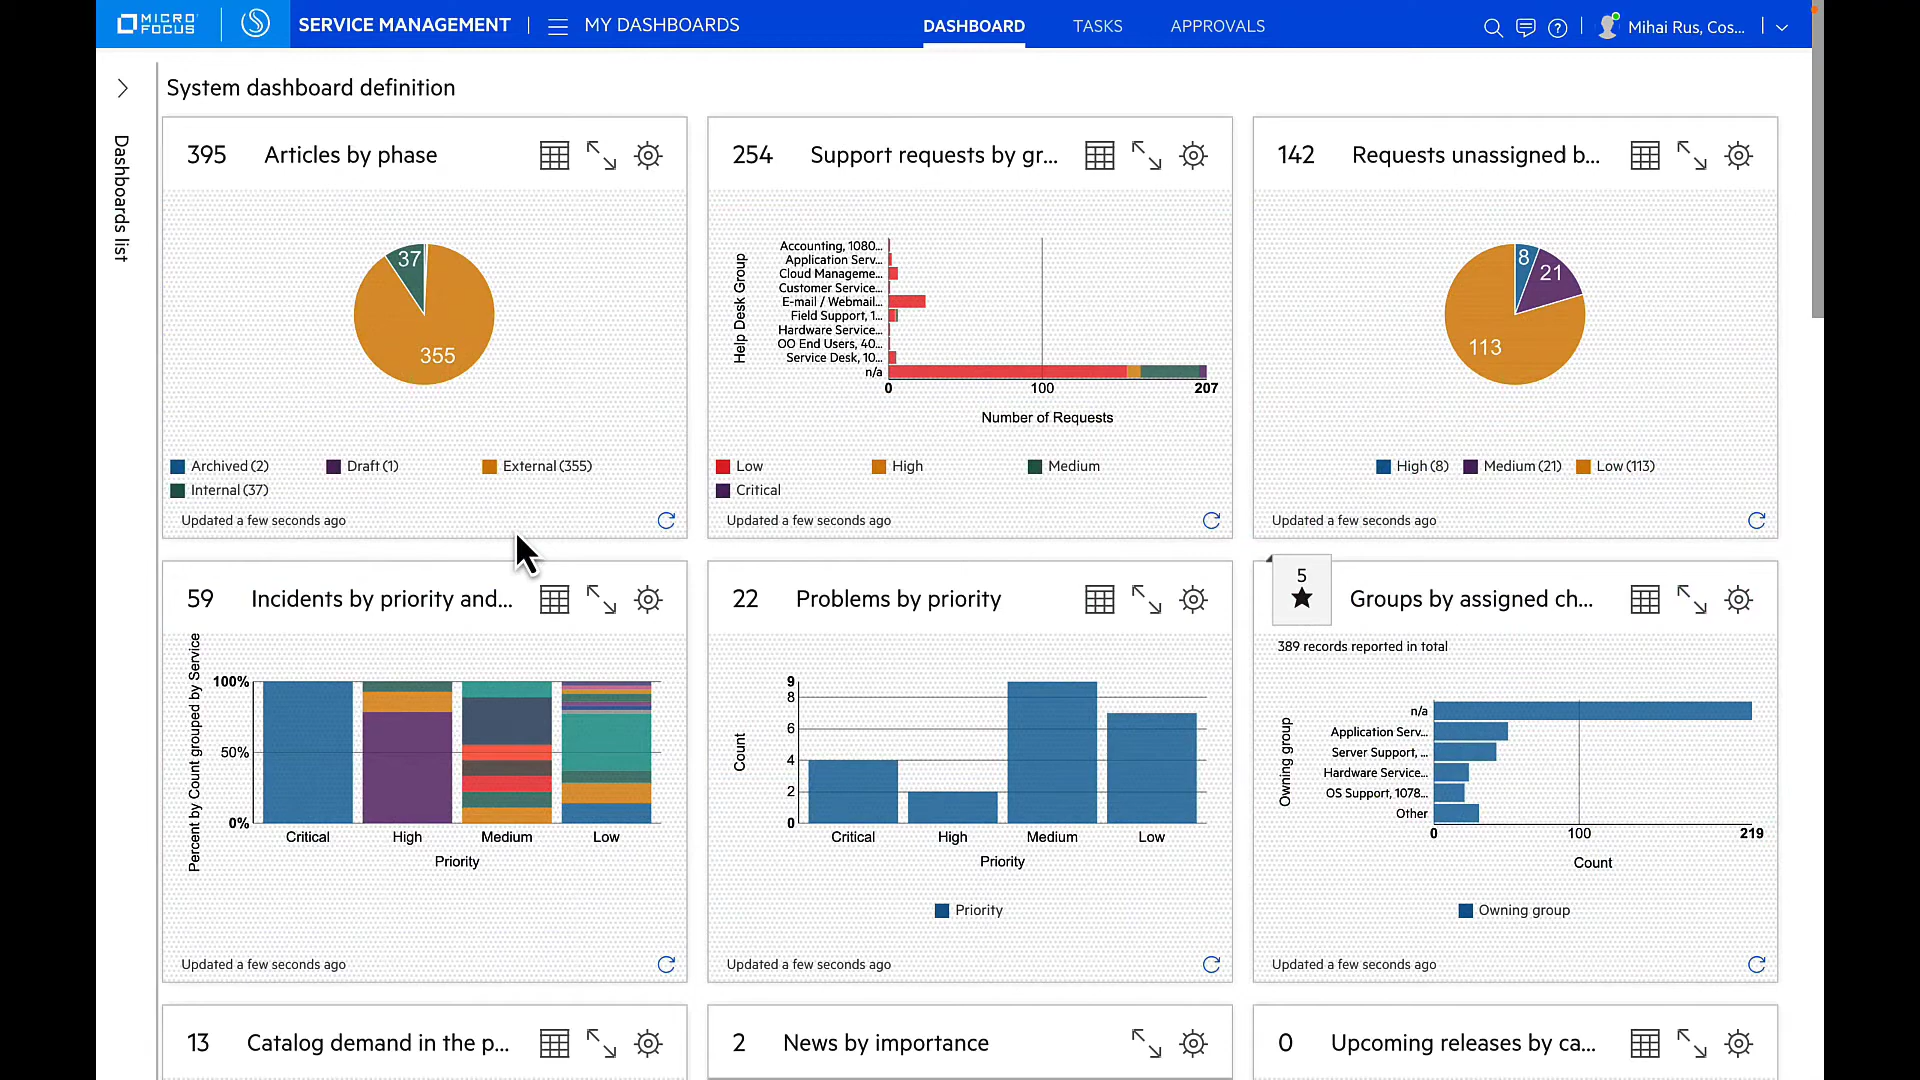 MICRO
FOCUS
SERVICE MANAGEMENT
MY DASHBOARDS
DASHBOARD
TASKS
APPROVALS
Mihai Rus, Cos...
System dashboard definition
Dashboards list
395
Articles by phase
37
355
Archived (2)
Draft (1)
External (355)
Internal (37)
Updated a few seconds ago
254
Support requests by gr...
Help Desk Group
Accounting, 1080...
Application Serv...
Cloud Manageme...
Customer Service...
E-mail / Webmail...
Field Support, 1...
Hardware Service...
OO End Users, 40...
Service Desk, 10...
n/a
0
100
207
Number of Requests
Low
High
Medium
Critical
Updated a few seconds ago
142
Requests unassigned b...
8
21
113
High (8)
Medium (21)
Low (113)
Updated a few seconds ago
59
Incidents by priority and...
Percent by Count grouped by Service
100%
50%
0%
Critical
High
Medium
Low
Priority
Updated a few seconds ago
22
Problems by priority
Count
9
8
6
4
2
0
Critical
High
Medium
Low
Priority
Priority
Updated a few seconds ago
5
Groups by assigned ch...
389 records reported in total
Owning group
n/a
Application Serv...
Server Support, ...
Hardware Service...
OS Support, 1078...
Other
0
100
219
Count
Owning group
Updated a few seconds ago
13
Catalog demand in the p...
2
News by importance
0
Upcoming releases by ca...